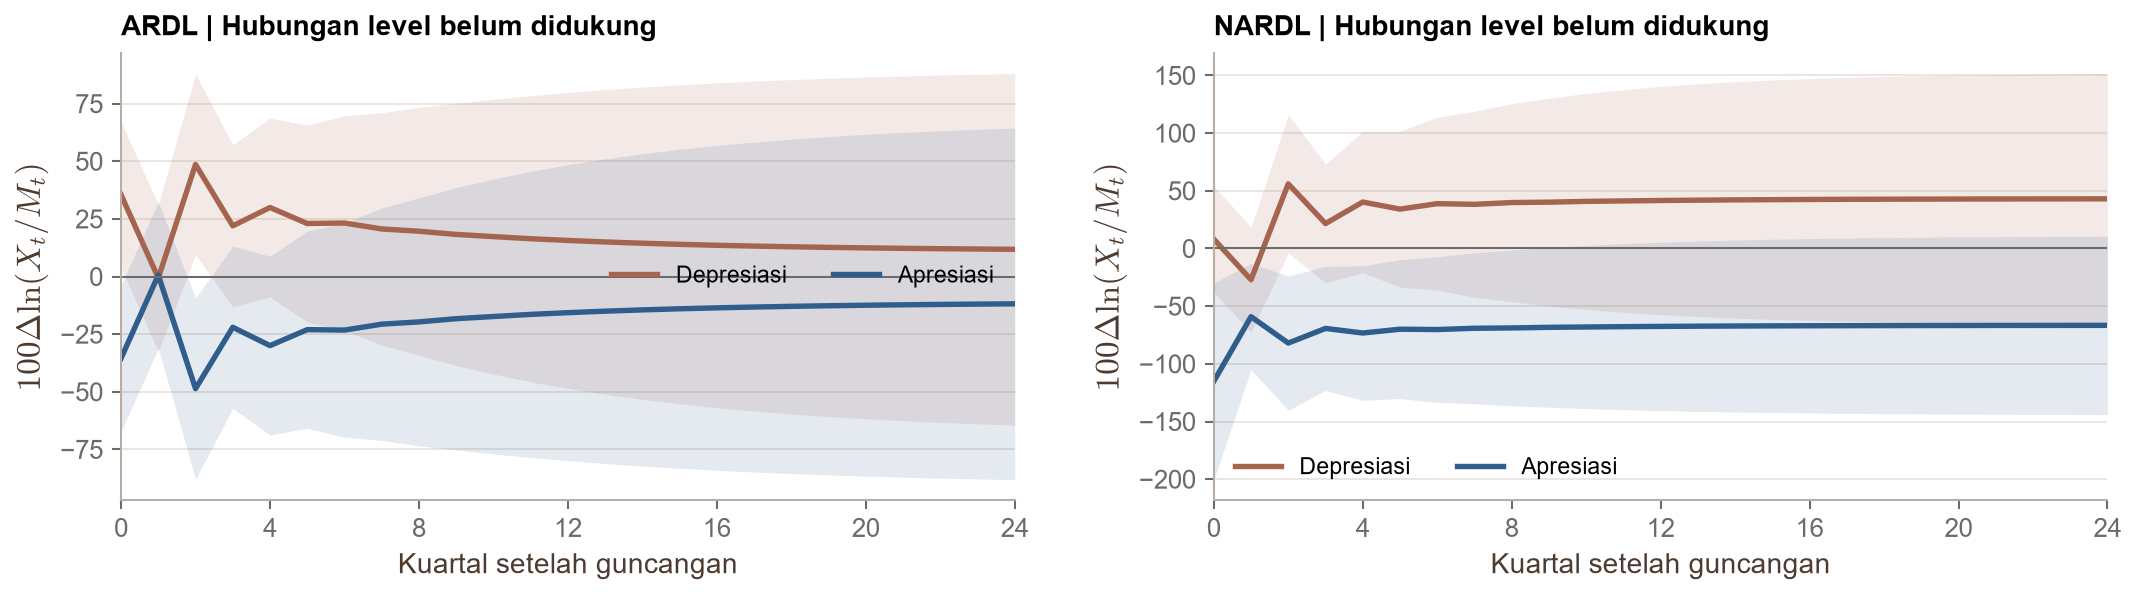 ARDL | Hubungan level belum didukung
100Δln(X_t/M_t)
75
50
25
0
−25
−50
−75
Depresiasi
Apresiasi
0 4 8 12 16 20 24
Kuartal setelah guncangan
NARDL | Hubungan level belum didukung
100Δln(X_t/M_t)
150
100
50
0
−50
−100
−150
−200
Depresiasi
Apresiasi
0 4 8 12 16 20 24
Kuartal setelah guncangan